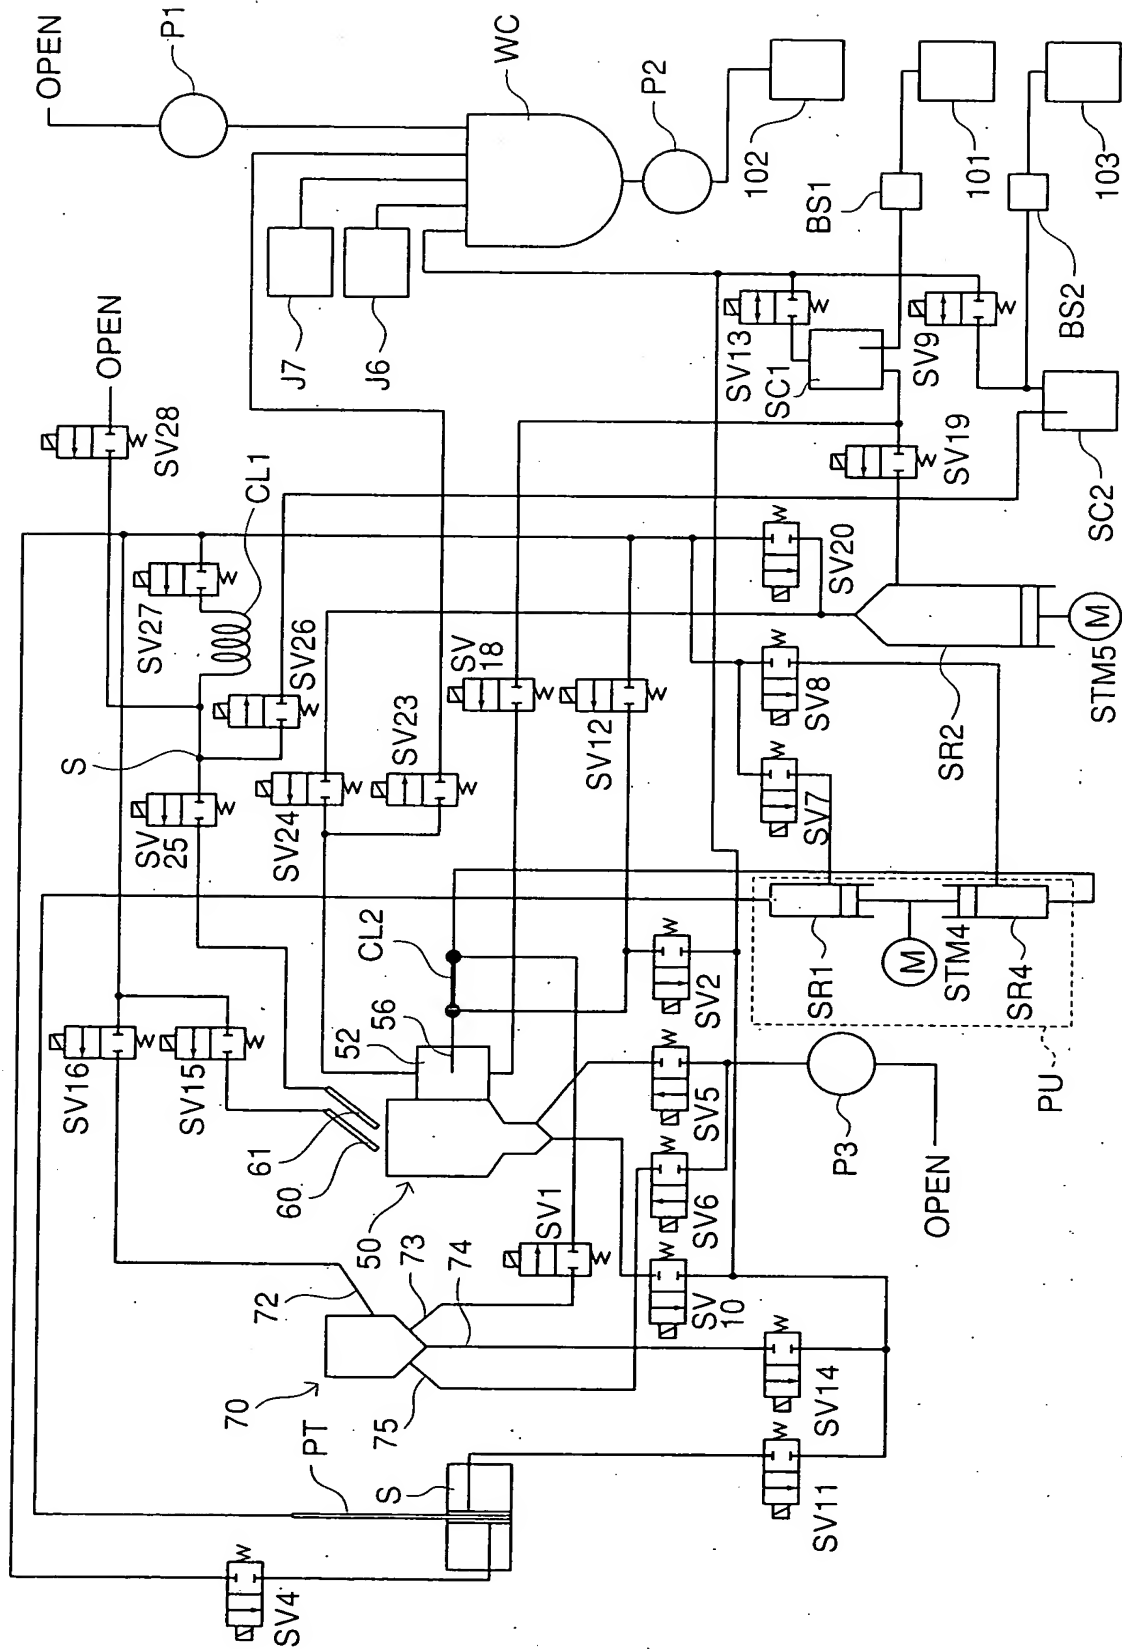 OPEN
P1
WC
P2
102
101
103
BS1
BS2
J7
J6
SV13
SC1
SV9
SC2
OPEN
SV28
CL1
SV27
SV26
S
SV
25
SV24
SV23
SV
18
SV12
SV19
SV20
SV8
SV7
SR2
STM5
M
SV16
SV15
61
60
50
52
56
CL2
SV2
SV5
SV6
SV
10
SV1
SR1
M
STM4
SR4
PU
P3
OPEN
72
73
74
75
70
PT
S
SV14
SV11
SV4